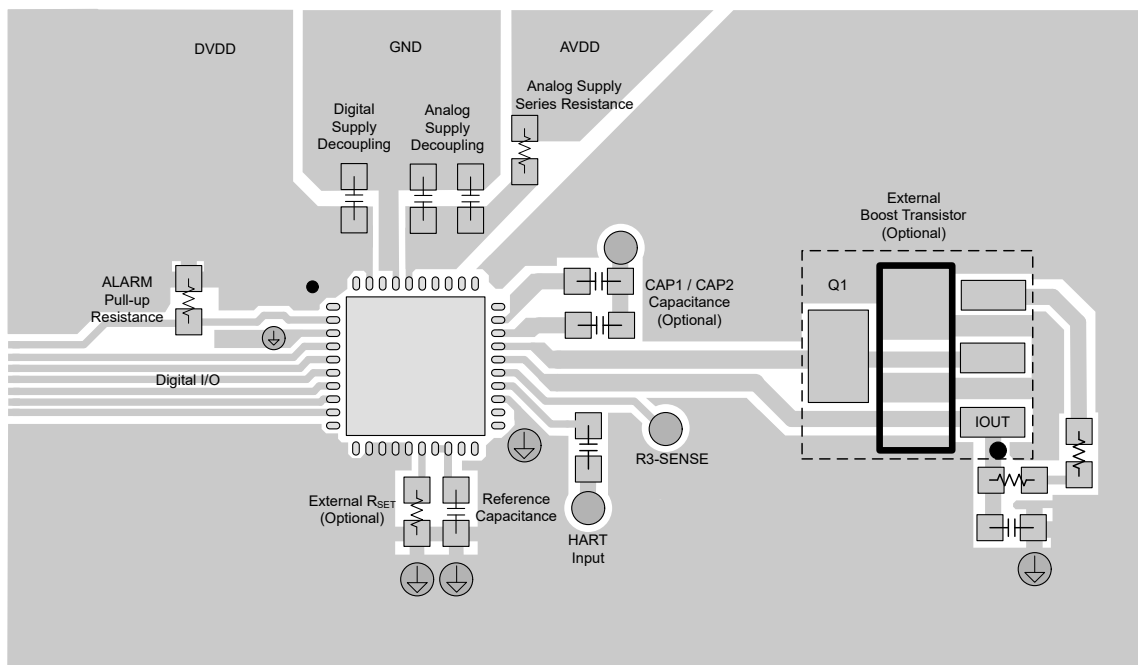 DVDD
GND
AVDD
Analog Supply
Series Resistance
Digital
Supply
Decoupling
Analog
Supply
Decoupling
External
Boost Transistor
(Optional)
ALARM
Pull-up
Resistance
CAP1 / CAP2
Capacitance
(Optional)
Q1
Digital I/O
IOUT
R3-SENSE
External RSET
(Optional)
Reference
Capacitance
HART
Input